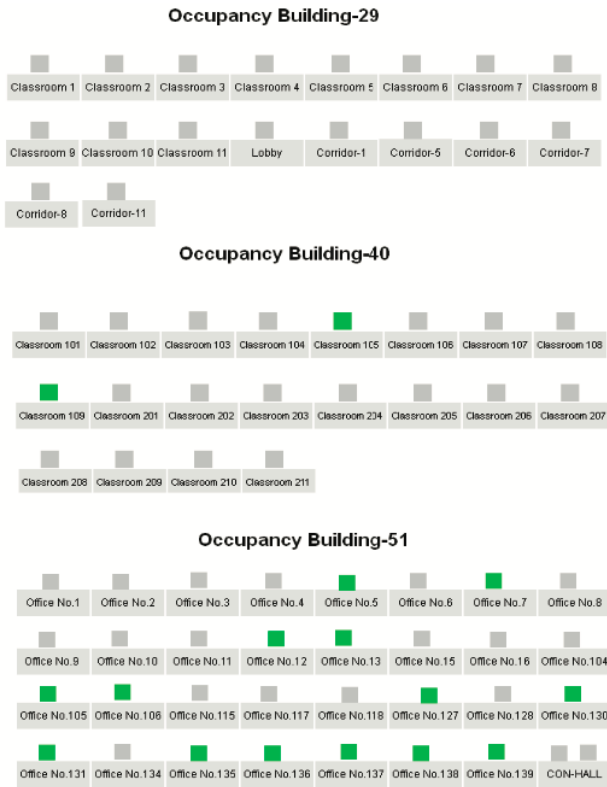 Occupancy Building-29
Classroom 1 Classroom 2 Classroom 3 Classroom 4 Classroom 5 Classroom 6 Classroom 7 Classroom 8
Classroom 9 Classroom 10 Classroom 11 Lobby Corridor-1 Corridor-5 Corridor-6 Corridor-7
Corridor-8 Corridor-11
Occupancy Building-40
Classroom 101 Classroom 102 Classroom 103 Classroom 104 Classroom 105 Classroom 106 Classroom 107 Classroom 108
Classroom 109 Classroom 201 Classroom 202 Classroom 203 Classroom 204 Classroom 205 Classroom 206 Classroom 207
Classroom 208 Classroom 209 Classroom 210 Classroom 211
Occupancy Building-51
Office No.1 Office No.2 Office No.3 Office No.4 Office No.5 Office No.6 Office No.7 Office No.8
Office No.9 Office No.10 Office No.11 Office No.12 Office No.13 Office No.15 Office No.16 Office No.104
Office No.105 Office No.106 Office No.115 Office No.117 Office No.118 Office No.127 Office No.128 Office No.130
Office No.131 Office No.134 Office No.135 Office No.136 Office No.137 Office No.138 Office No.139 CON-HALL